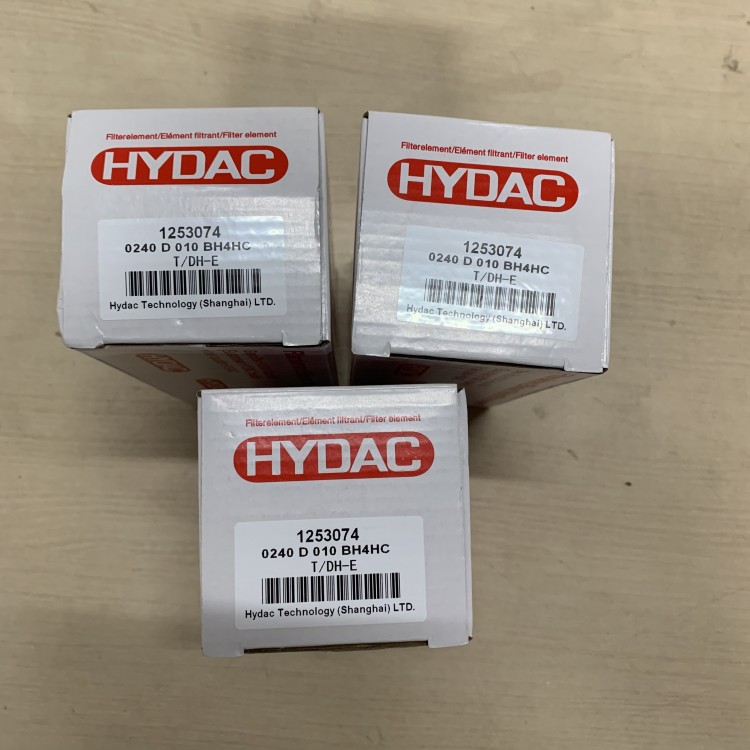 Filterelement/Elément filtrant/Filter element
HYDAC
1253074
0240 D 010 BH4HC
T/DH-E
Hydac Technology (Shanghai) LTD.
Filterelement/Elément filtrant/Filter element
HYDAC
1253074
0240 D 010 BH4HC
T/DH-E
Hydac Technology (Shanghai) LTD.
Filterelement/Elément filtrant/Filter element
HYDAC
1253074
0240 D 010 BH4HC
T/DH-E
Hydac Technology (Shanghai) LTD.